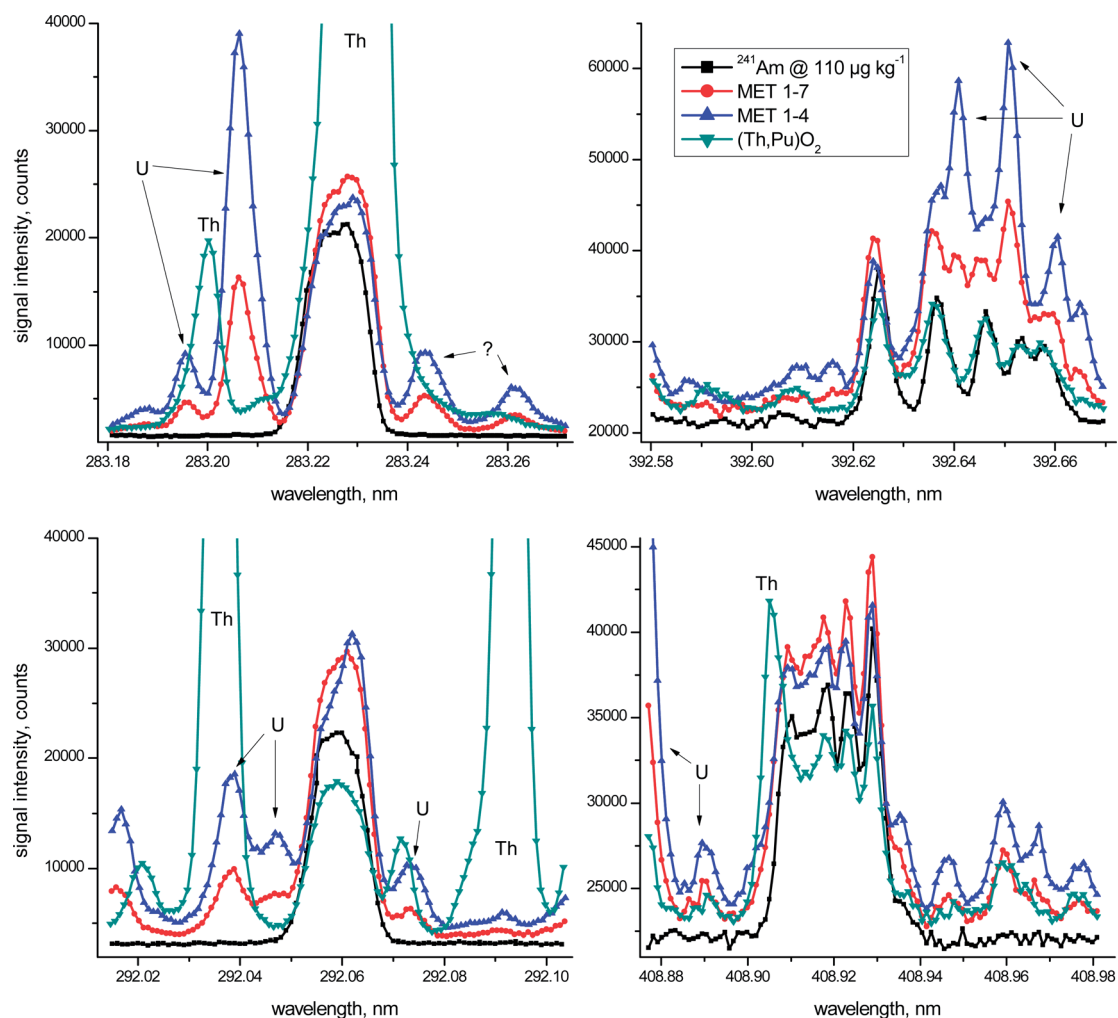 40000
30000
20000
10000
signal intensity, counts
U
Th
Th
?
283.18
283.20
283.22
283.24
283.26
wavelength, nm
60000
50000
40000
30000
20000
²⁴¹Am @ 110 µg kg⁻¹
MET 1-7
MET 1-4
(Th,Pu)O₂
U
392.58
392.60
392.62
392.64
392.66
wavelength, nm
40000
30000
20000
10000
signal intensity, counts
Th
U
U
Th
292.02
292.04
292.06
292.08
292.10
wavelength, nm
45000
40000
35000
30000
25000
Th
U
408.88
408.90
408.92
408.94
408.96
408.98
wavelength, nm